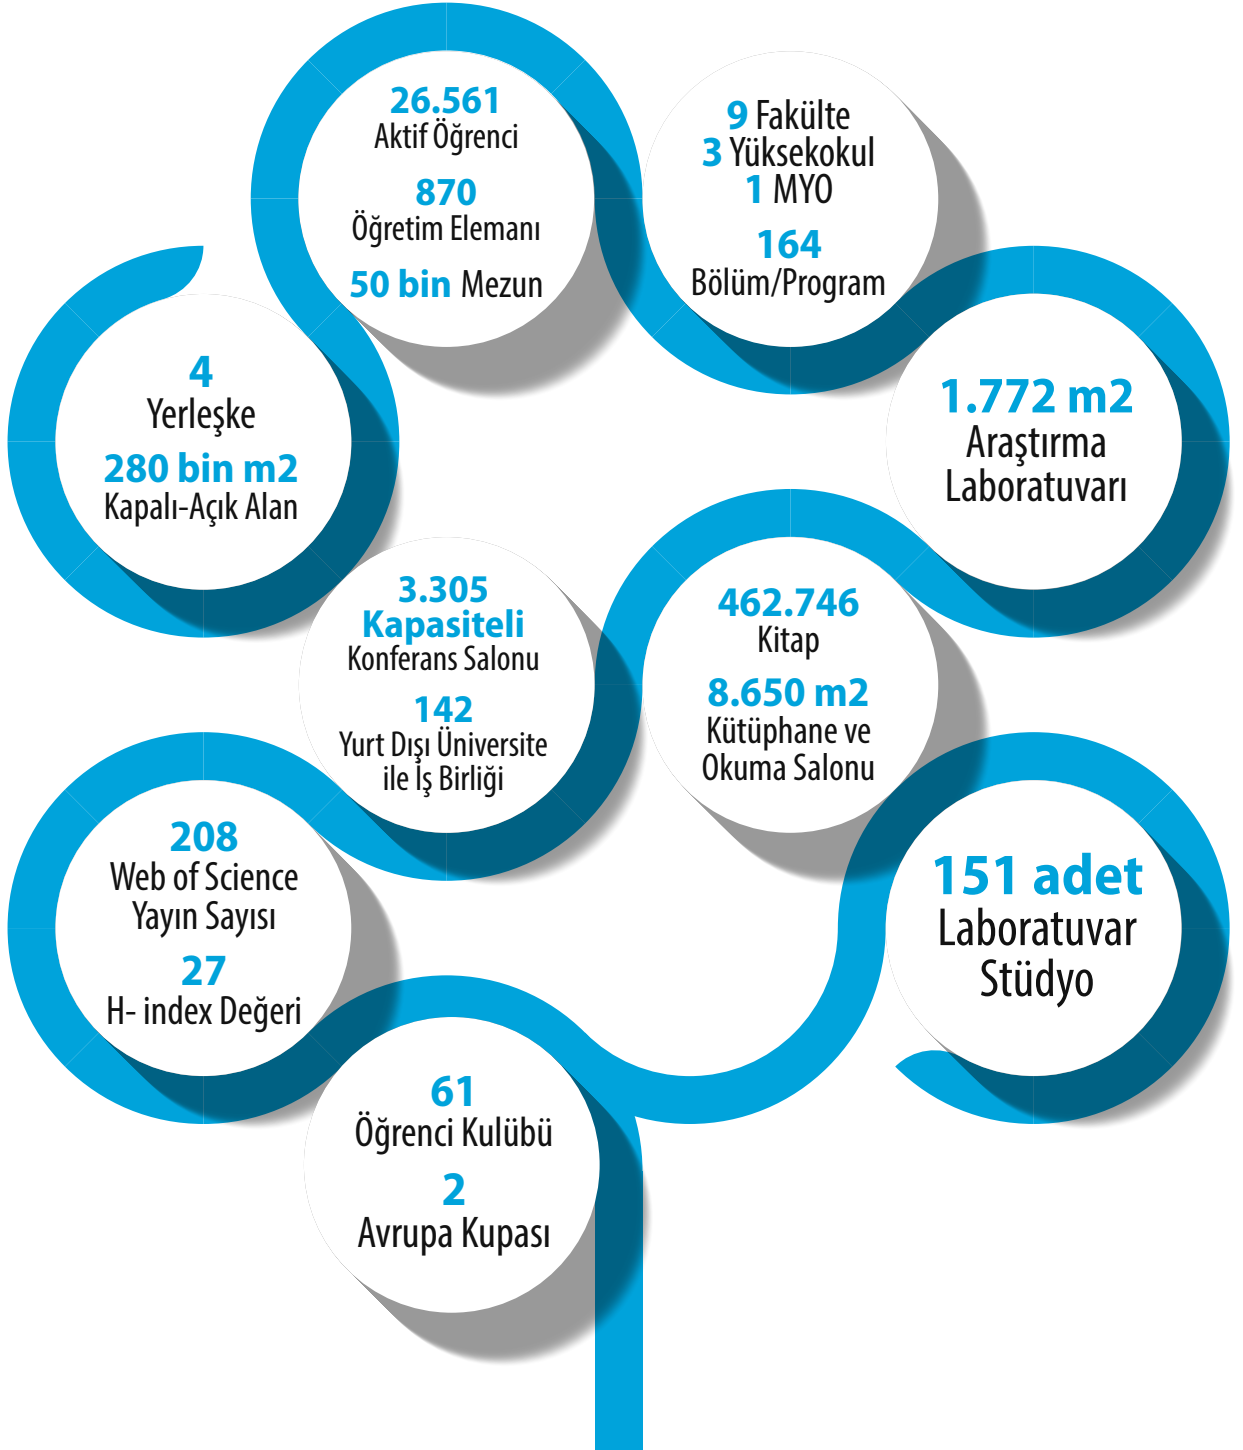 26.561
Aktif Öğrenci
870
Öğretim Elemanı
50 bin Mezun
9 Fakülte
3 Yüksekokul
1 MYO
164
Bölüm/Program
4
Yerleşke
280 bin m2
Kapalı-Açık Alan
1.772 m2
Araştırma
Laboratuvarı
3.305
Kapasiteli
Konferans Salonu
142
Yurt Dışı Üniversite
ile İş Birliği
462.746
Kitap
8.650 m2
Kütüphane ve
Okuma Salonu
208
Web of Science
Yayın Sayısı
27
H- index Değeri
151 adet
Laboratuvar
Stüdyo
61
Öğrenci Kulübü
2
Avrupa Kupası